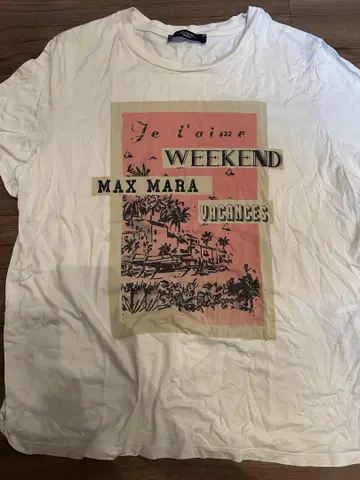 Je t'aime
WEEKEND
MAX MARA
VACANCES